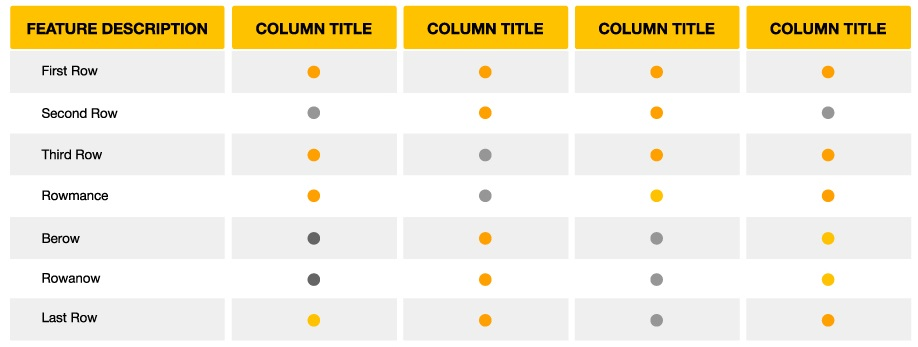 FEATURE DESCRIPTION COLUMN TITLE COLUMN TITLE COLUMN TITLE COLUMN TITLE
First Row
Second Row
Third Row
Rowmance
Berow
Rowanow
Last Row